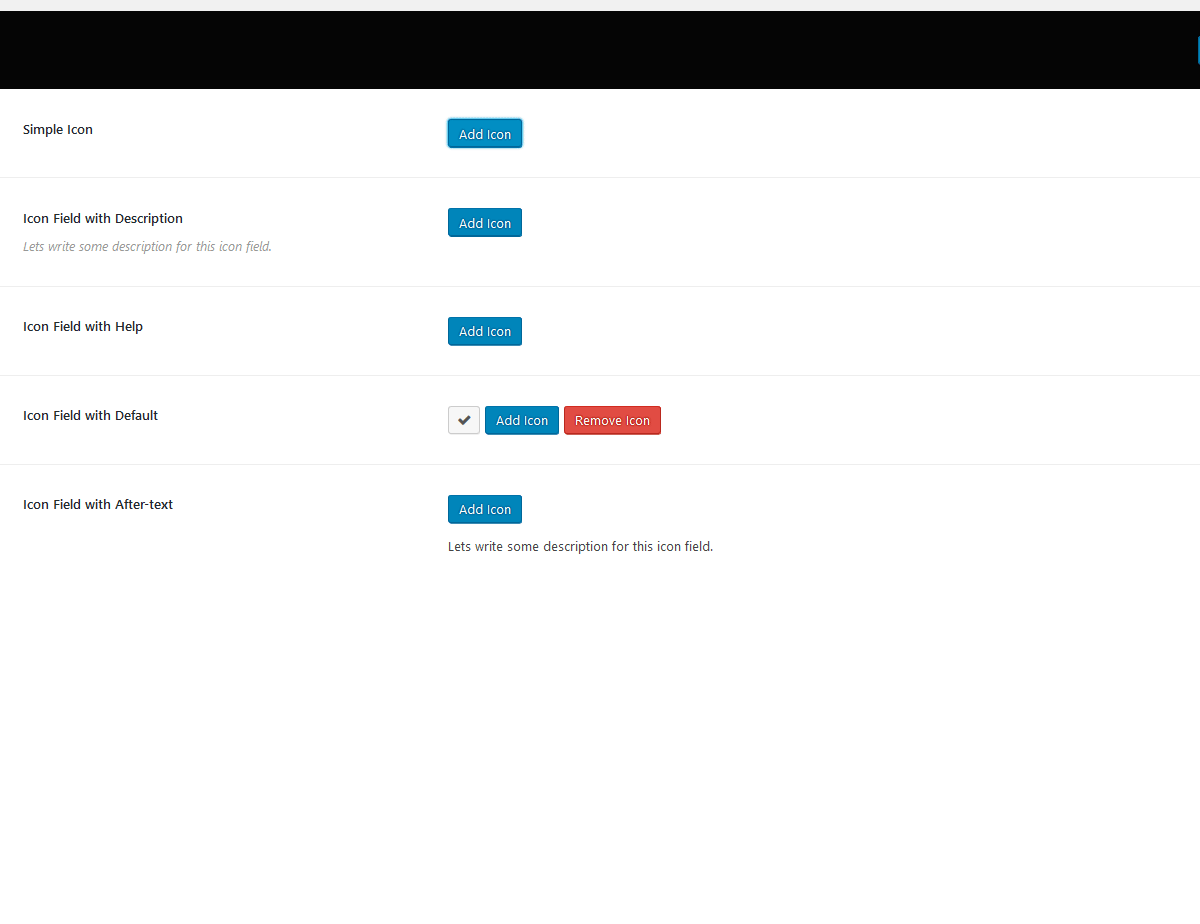 Simple Icon
Add Icon
Icon Field with Description
Add Icon
Lets write some description for this icon field.
Icon Field with Help
Add Icon
Icon Field with Default
Add Icon
Remove Icon
Icon Field with After-text
Add Icon
Lets write some description for this icon field.